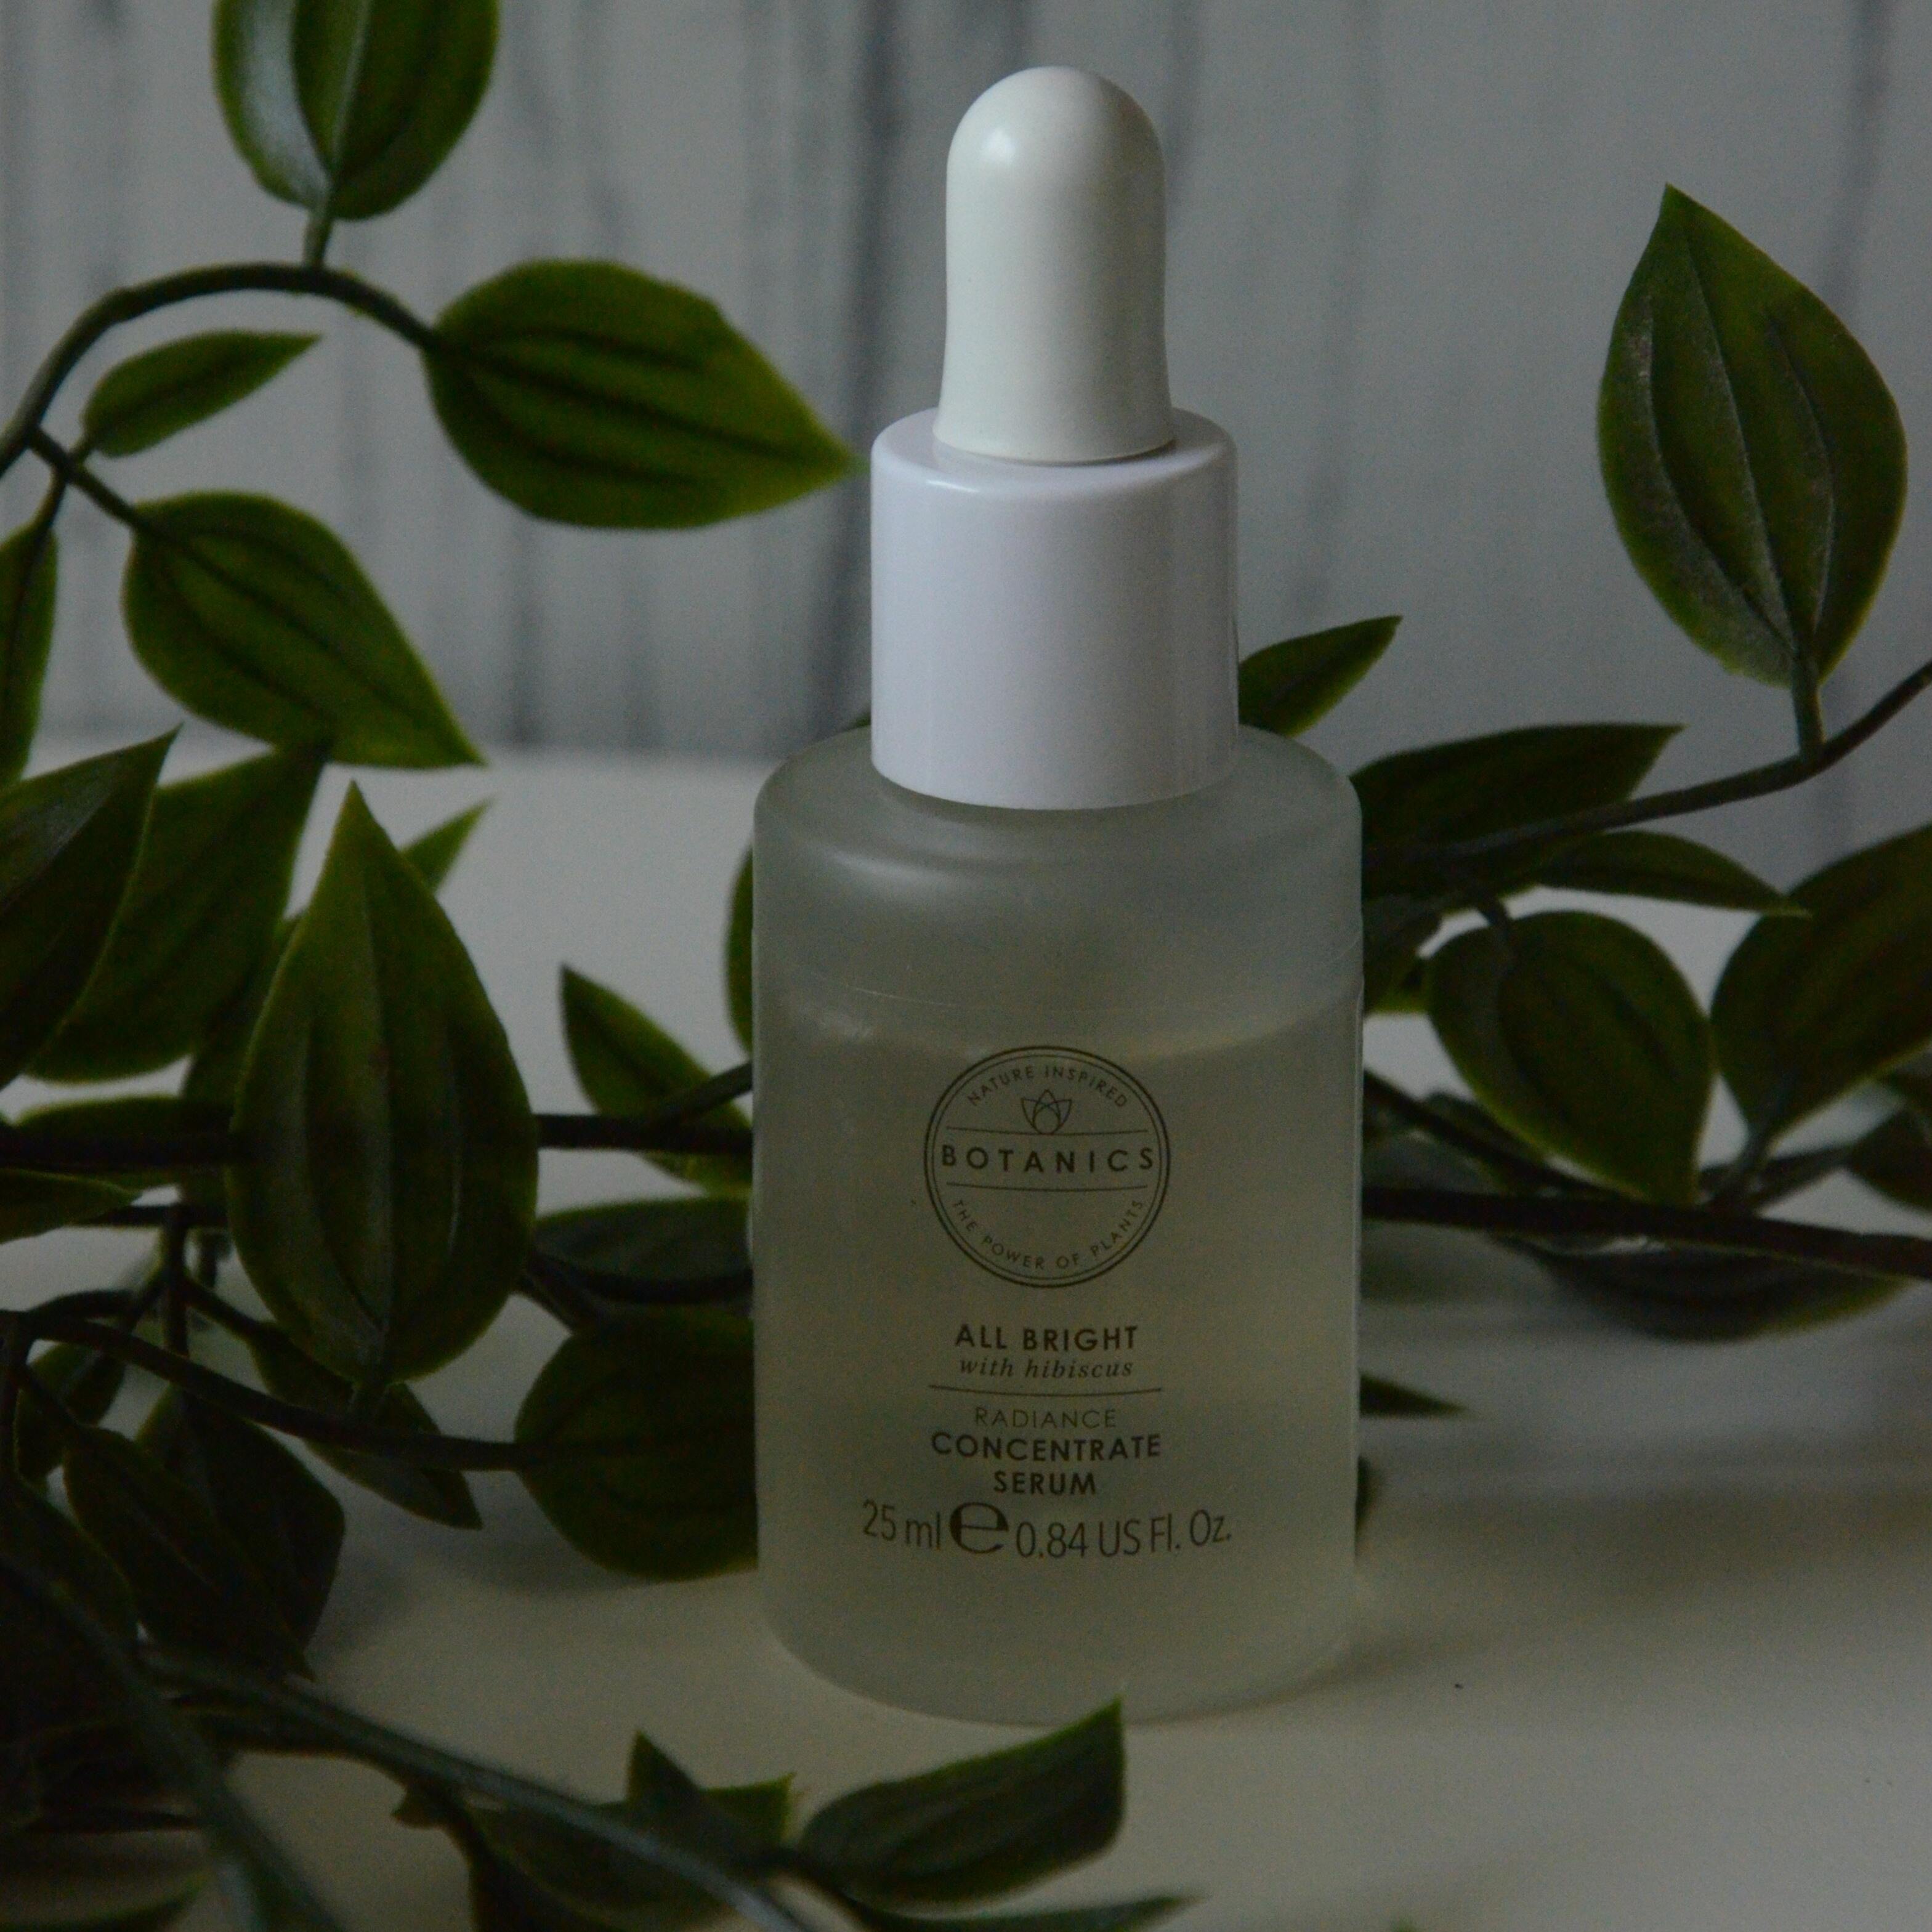 NATURE INSPIRED
BOTANICS
THE POWER OF PLANTS
ALL BRIGHT
with hibiscus
RADIANCE
CONCENTRATE
SERUM
25 ml e 0.84 US Fl. Oz.